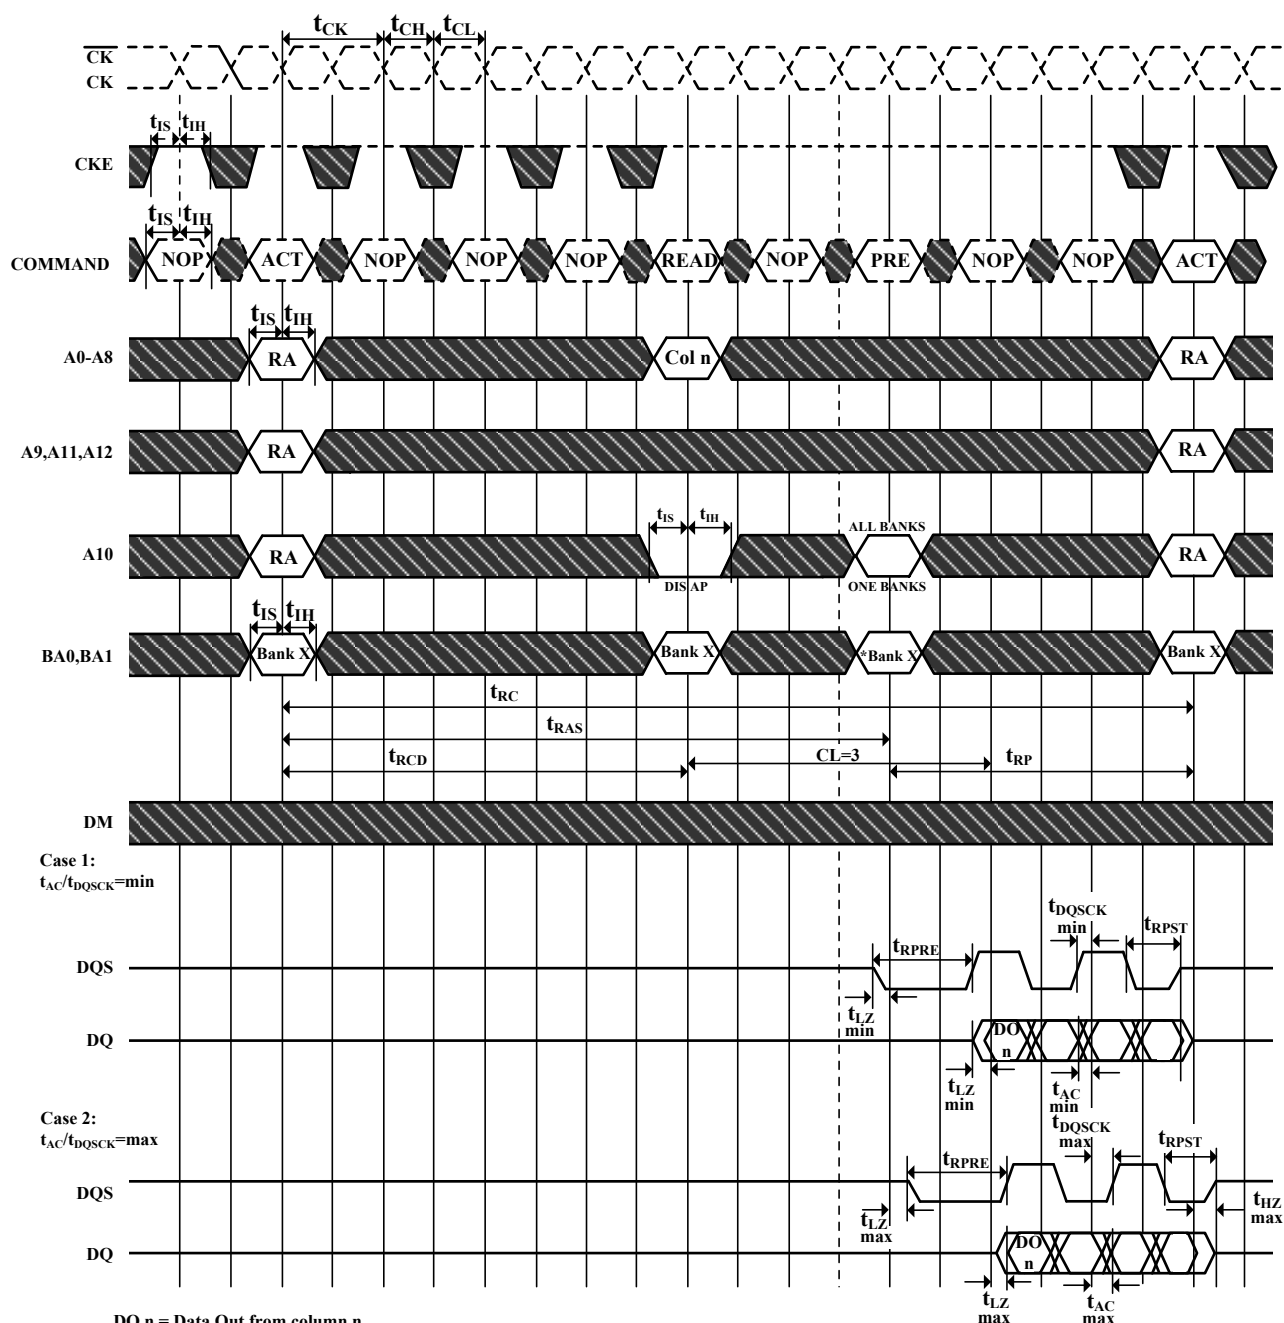 tCK tCH tCL
CK
CK
tIS tIH
CKE
tIS tIH
COMMAND NOP ACT NOP NOP NOP READ NOP PRE NOP NOP ACT
tIS tIH
A0-A8 RA Col n RA
A9,A11,A12 RA RA
tIS tIH ALL BANKS
A10 RA RA
DIS AP ONE BANKS
tIS tIH
BA0,BA1 Bank X Bank X *Bank X Bank X
tRC
tRAS
tRCD CL=3 tRP
DM
Case 1:
tAC/tDQSCK=min
tDQSCK min tRPST
tRPRE
DQS
tLZ min
DQ DO n
tLZ min tAC min
Case 2:
tAC/tDQSCK=max
tDQSCK max tRPST
tRPRE
DQS
tLZ max tHZ max
DQ DO n
tLZ max tAC max
DO n = Data Out from column n